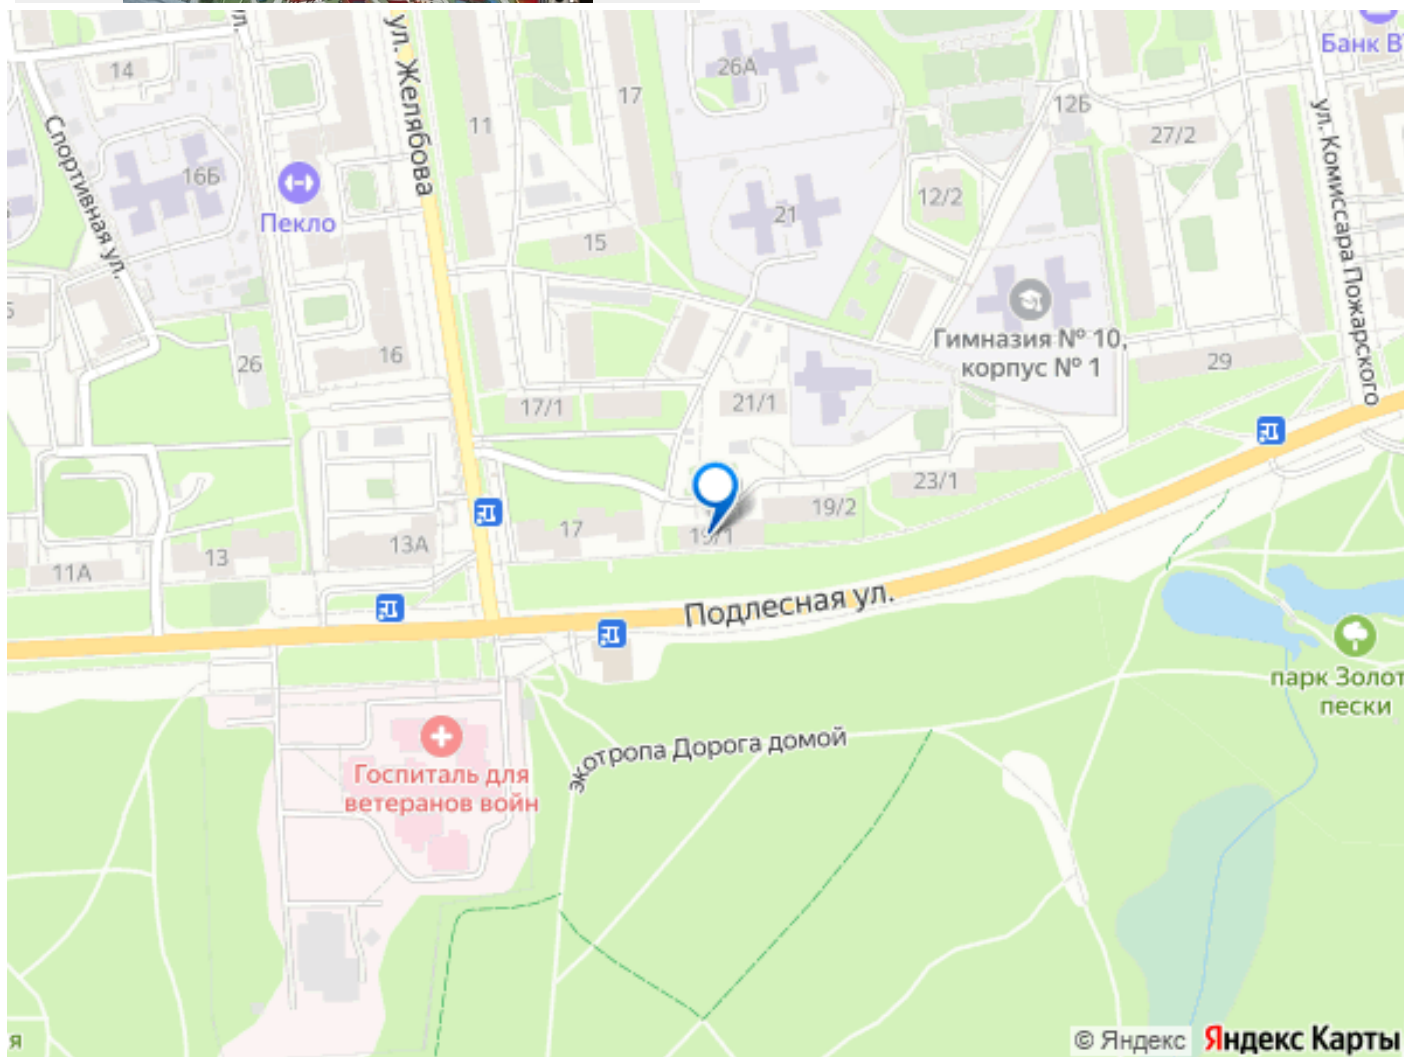 14
ул.
ул. Желябова
17
11
26А
Банк В
12Б
27/2
ул. Комиссара Пожарского
Спортивная ул.
16Б
Пекло
15
21
12/2
Гимназия № 10,
корпус № 1
29
16
26
17/1
21/1
23/1
19/2
19/1
17
13А
13
11А
Подлесная ул.
парк Золот
пески
экотропа Дорога домой
Госпиталь для
ветеранов войн
я
© Яндекс Яндекс Карты